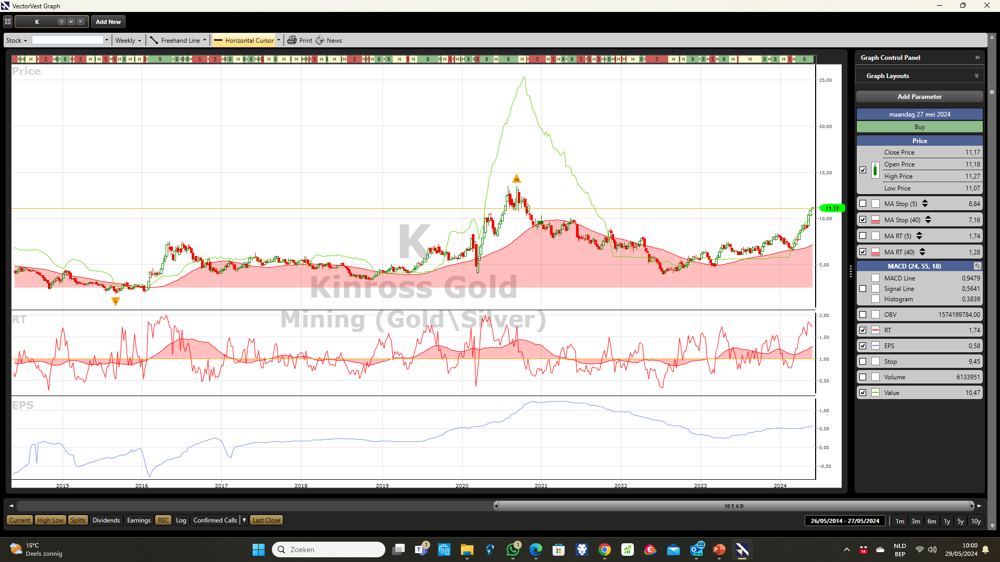 VectorVest Graph
K
Add New
Stock
Weekly
Freehand Line
Horizontal Cursor
Print
News
Price
25,00
20,00
15,00
10,00
5,00
H
L
11,17
K
Kinross Gold
Mining (Gold\Silver)
RT
2,00
1,50
1,00
0,50
EPS
1,00
0,50
0,00
-0,50
2015 2016 2017 2018 2019 2020 2021 2022 2023 2024
Graph Control Panel
Graph Layouts
Add Parameter
maandag 27 mei 2024
Buy
Price
Close Price 11,17
Open Price 11,18
High Price 11,27
Low Price 11,07
MA Stop (5) 8,84
MA Stop (40) 7,16
MA RT (5) 1,74
MA RT (40) 1,28
MACD (24, 55, 18)
MACD Line 0,9479
Signal Line 0,5641
Histogram 0,3839
OBV 1574199784,00
RT 1,74
EPS 0,58
Stop 9,45
Volume 6133951
Value 10,47
10 Y, 6 D
Current High Low Splits Dividends Earnings REC Log Confirmed Calls Last Close
26/05/2014 - 27/05/2024
1m 3m 6m 1y 5y 10y
15°C
Deels zonnig
Zoeken
1
1
NEW
14
NLD
BEP
10:00
29/05/2024